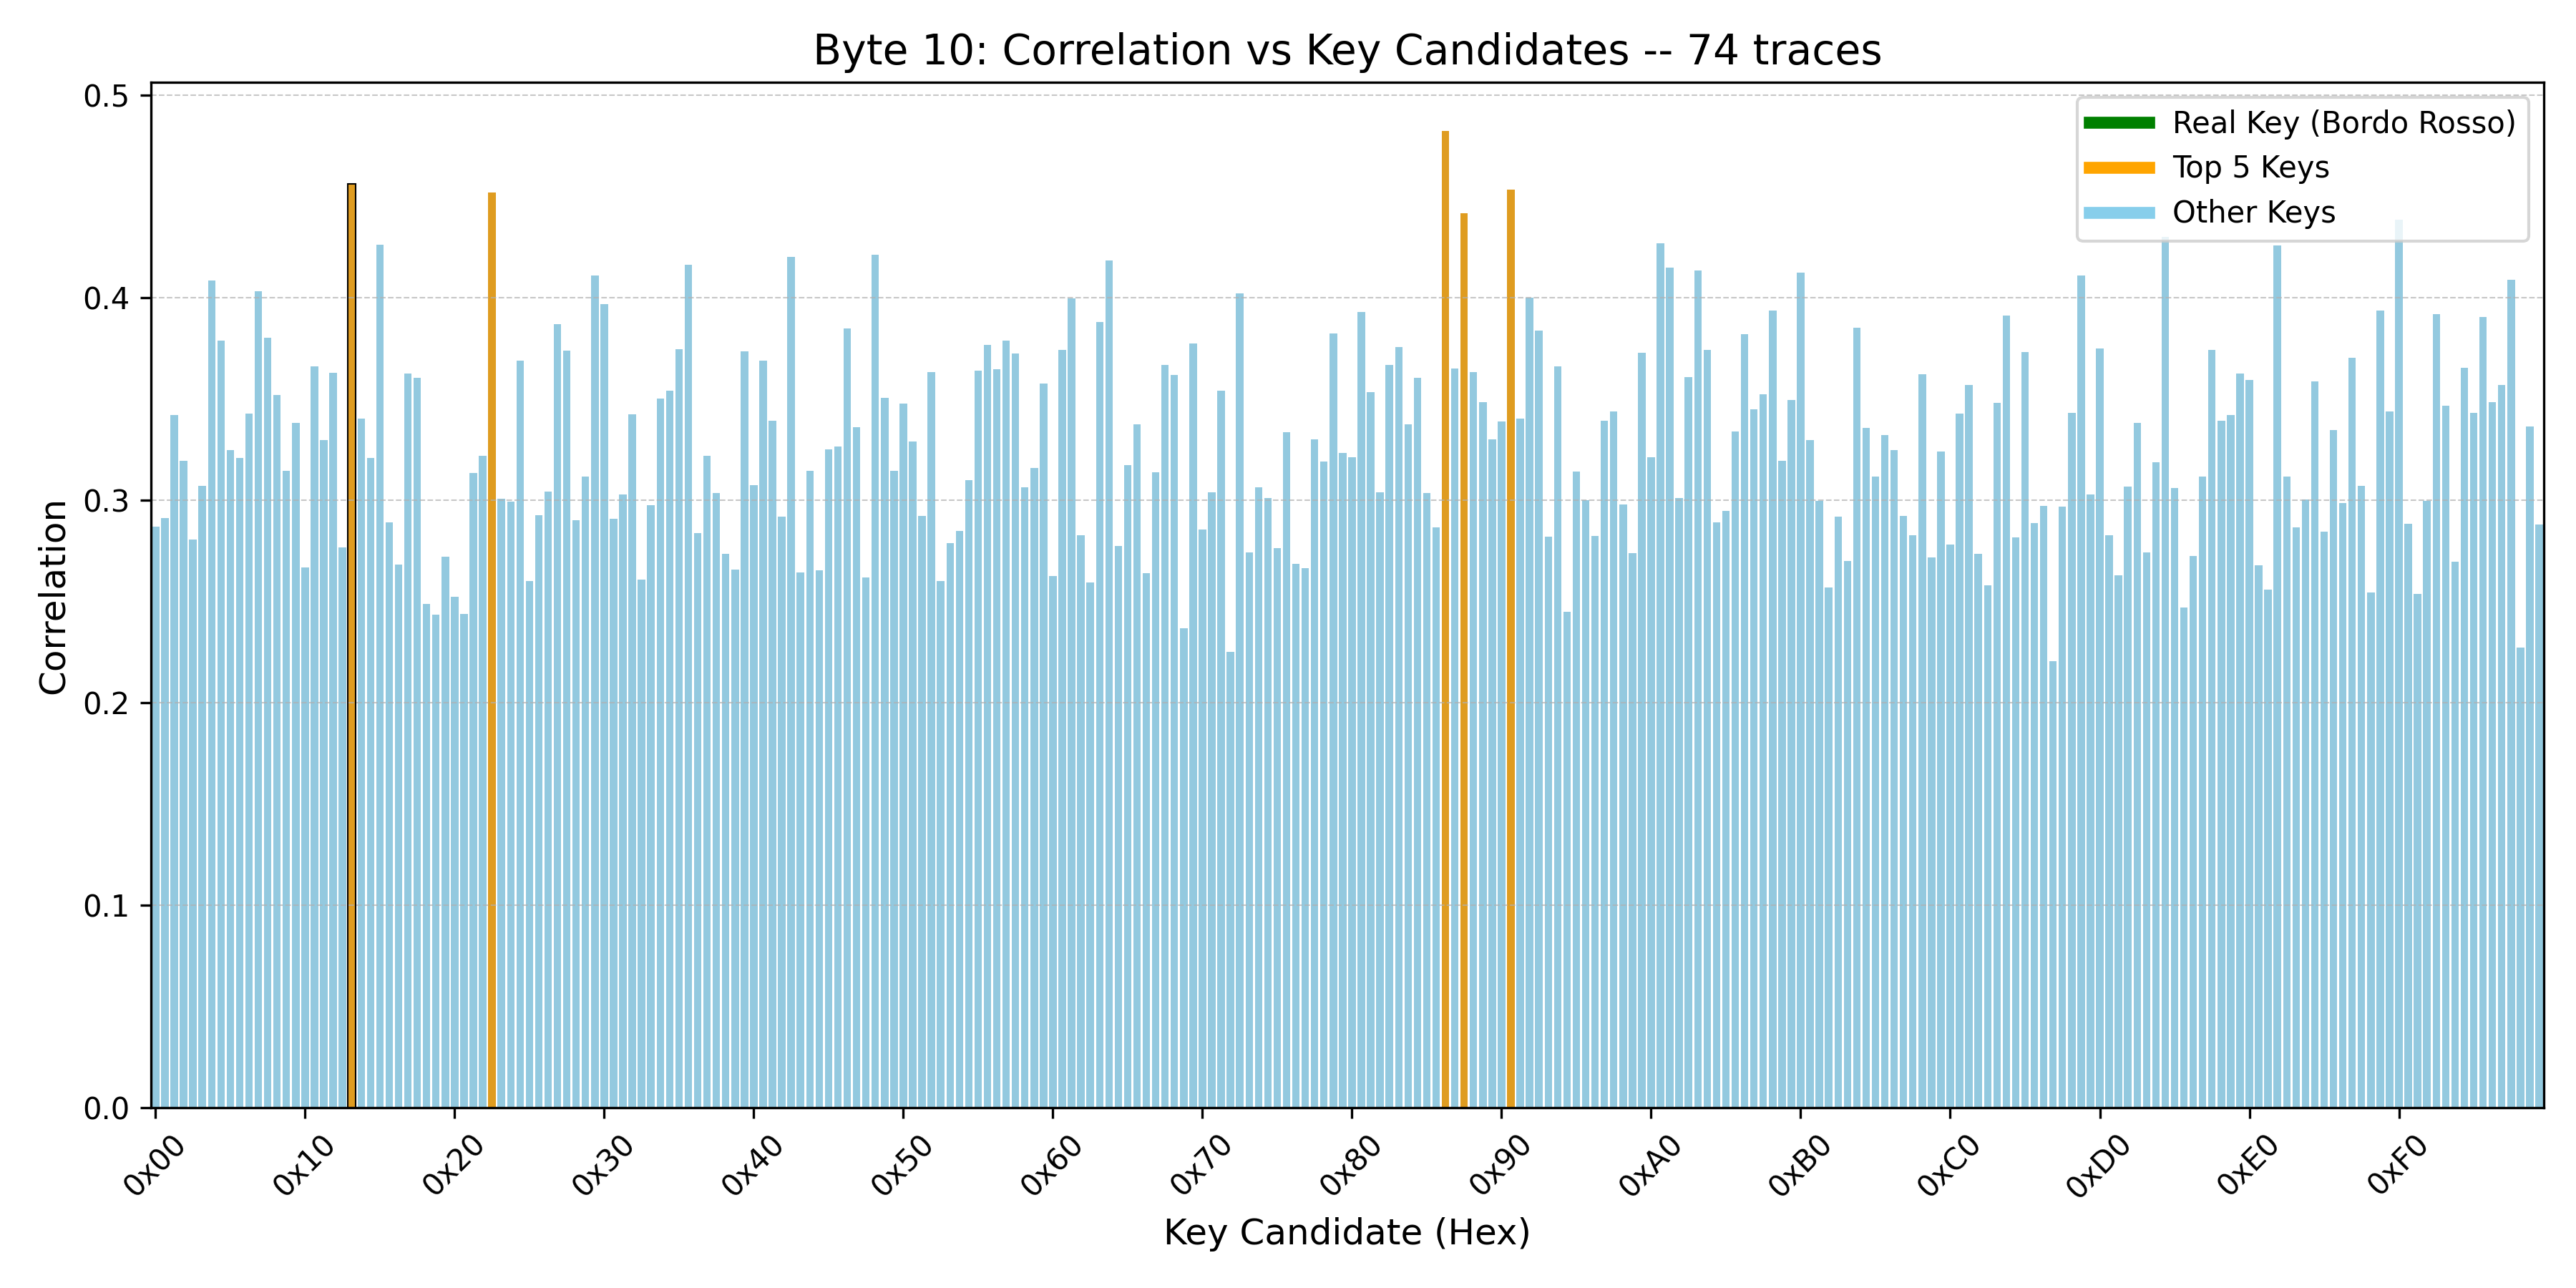 Byte 10: Correlation vs Key Candidates -- 74 traces
Real Key (Bordo Rosso)
Top 5 Keys
Other Keys
Correlation
0.5
0.4
0.3
0.2
0.1
0.0
0x00 0x10 0x20 0x30 0x40 0x50 0x60 0x70 0x80 0x90 0xA0 0xB0 0xC0 0xD0 0xE0 0xF0
Key Candidate (Hex)